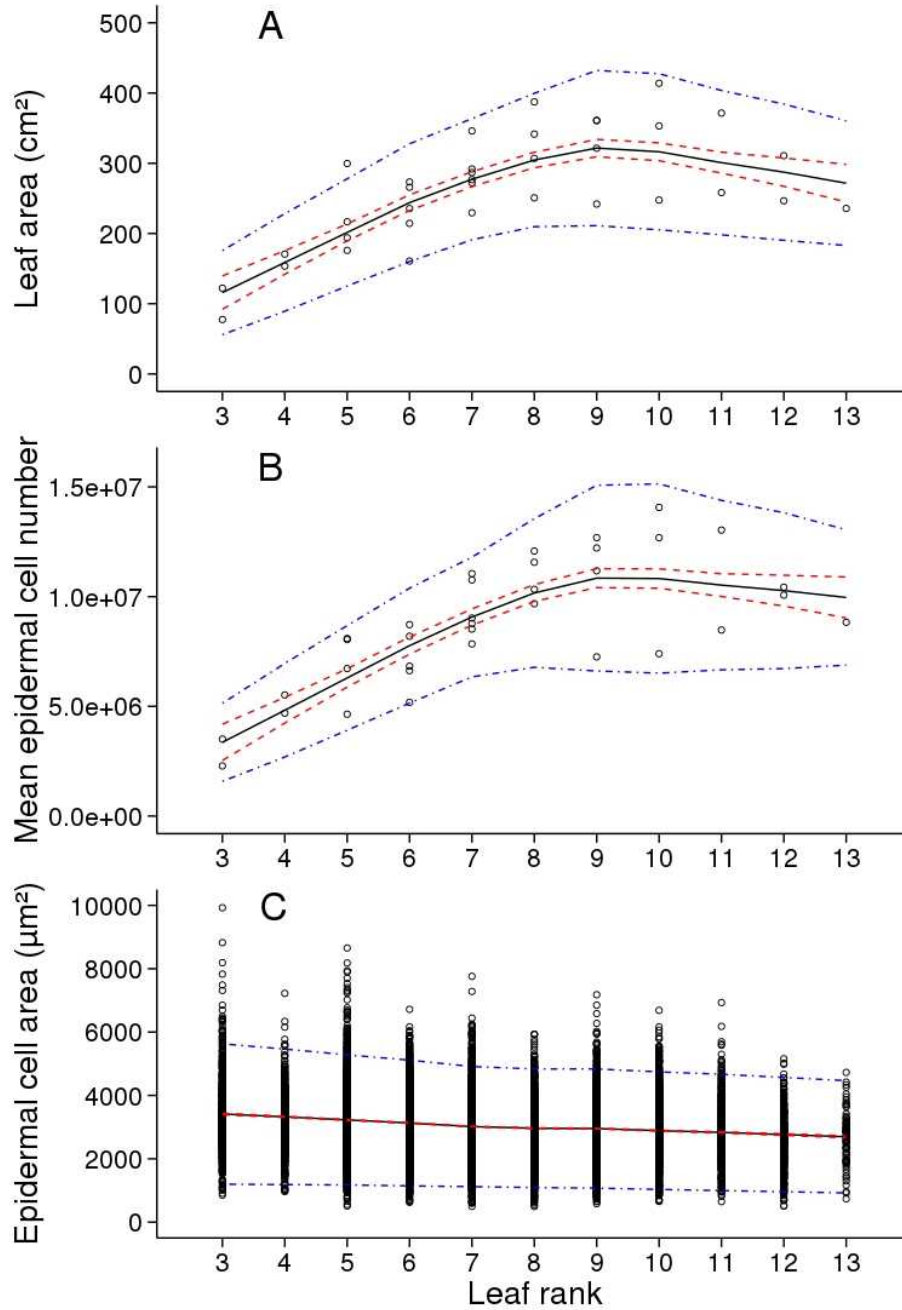 A
Leaf area (cm²)
500
400
300
200
100
0
3 4 5 6 7 8 9 10 11 12 13
B
Mean epidermal cell number
1.5e+07
1.0e+07
5.0e+06
0.0e+00
3 4 5 6 7 8 9 10 11 12 13
C
Epidermal cell area (µm²)
10000
8000
6000
4000
2000
0
3 4 5 6 7 8 9 10 11 12 13
Leaf rank